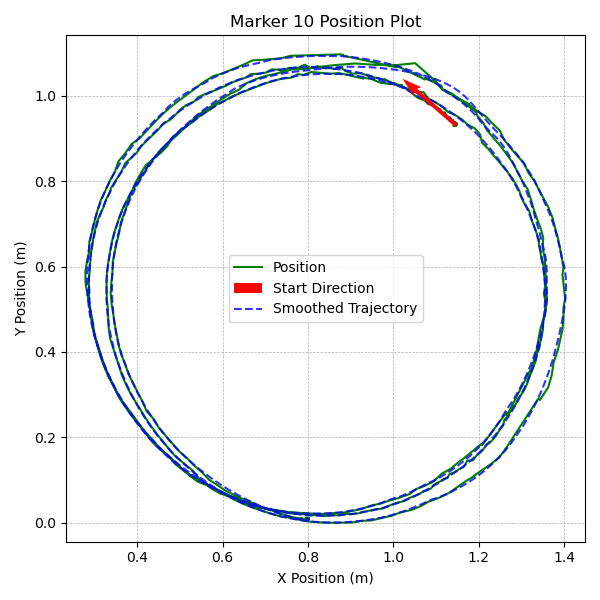 Marker 10 Position Plot
Y Position (m)
1.0
0.8
0.6
0.4
0.2
0.0
Position
Start Direction
Smoothed Trajectory
0.4 0.6 0.8 1.0 1.2 1.4
X Position (m)